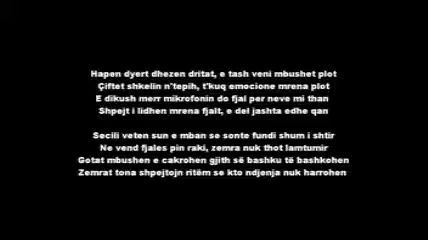 Hapen dyert dhezen dritat, e tash veni mbushet plot
Çiftet shkelin n'tepih, t'kuq emocione mrena plot
E dikush merr mikrofonin do fjal per neve mi than
Shpejt i lidhen mrena fjalt, e del jashta edhe qan
Secili veten sun e mban se sonte fundi shum i shtir
Ne vend fjales pin raki, zemra nuk thot lamtumir
Gotat mbushen e cakrohen gjith së bashku të bashkohen
Zemrat tona shpejtojn ritëm se kto ndjenja nuk harrohen